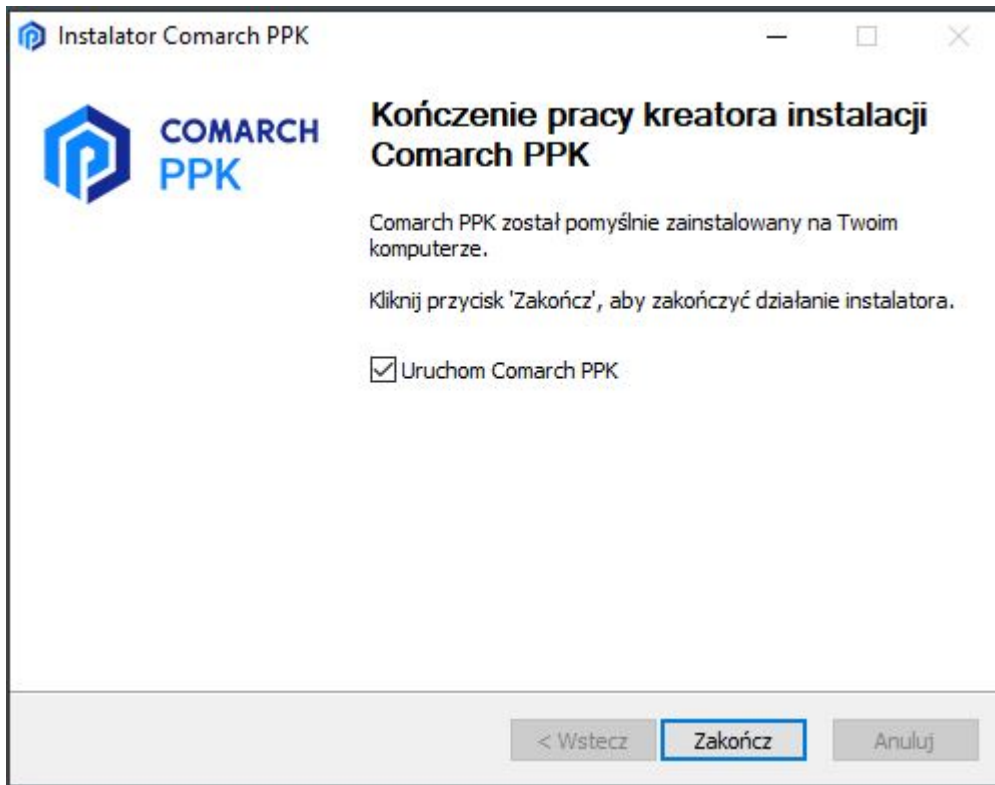 Instalator Comarch PPK
COMARCH
PPK
Kończenie pracy kreatora instalacji
Comarch PPK
Comarch PPK został pomyślnie zainstalowany na Twoim
komputerze.
Kliknij przycisk 'Zakończ', aby zakończyć działanie instalatora.
Uruchom Comarch PPK
< Wstecz
Zakończ
Anuluj